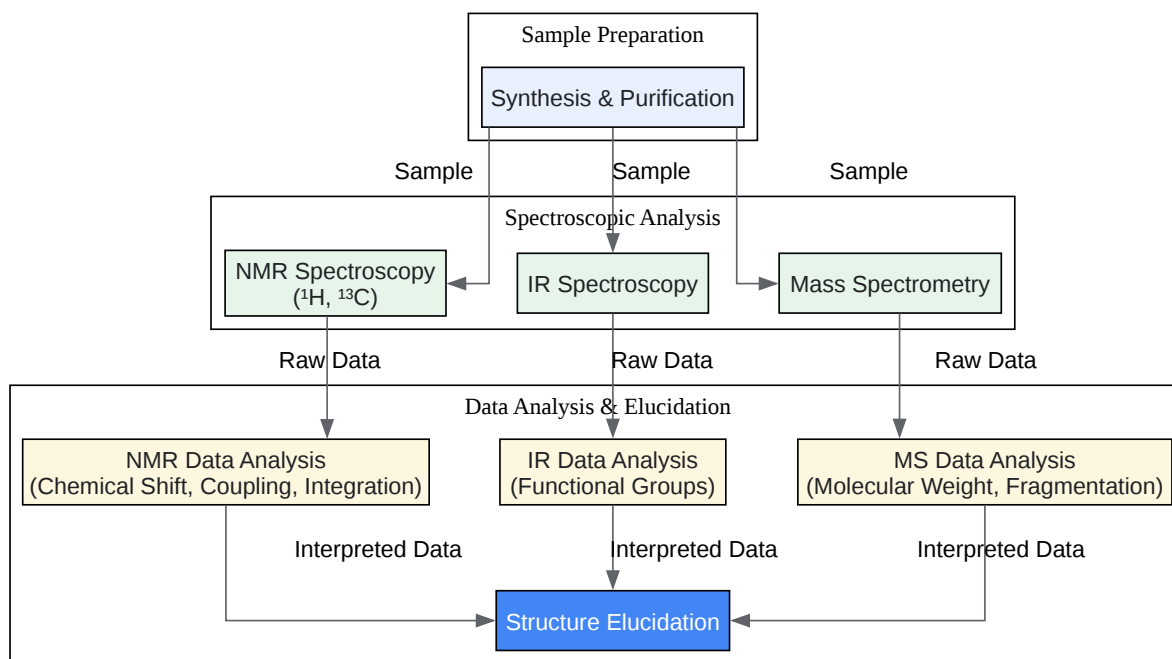 Sample Preparation
Synthesis & Purification
Sample
Sample
Sample
Spectroscopic Analysis
NMR Spectroscopy
(¹H, ¹³C)
IR Spectroscopy
Mass Spectrometry
Raw Data
Raw Data
Raw Data
Data Analysis & Elucidation
NMR Data Analysis
(Chemical Shift, Coupling, Integration)
IR Data Analysis
(Functional Groups)
MS Data Analysis
(Molecular Weight, Fragmentation)
Interpreted Data
Interpreted Data
Interpreted Data
Structure Elucidation